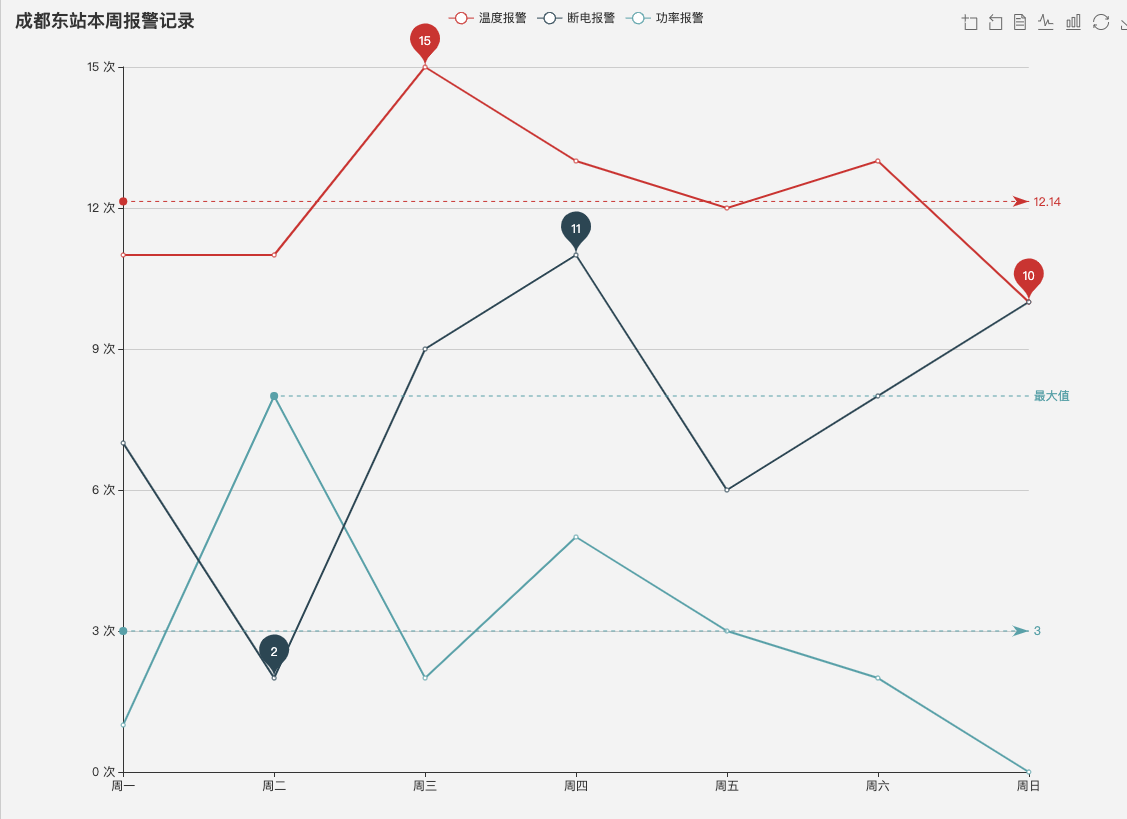 成都东站本周报警记录
温度报警
断电报警
功率报警
15 次
12 次
9 次
6 次
3 次
0 次
15
12.14
11
10
最大值
2
3
周一
周二
周三
周四
周五
周六
周日